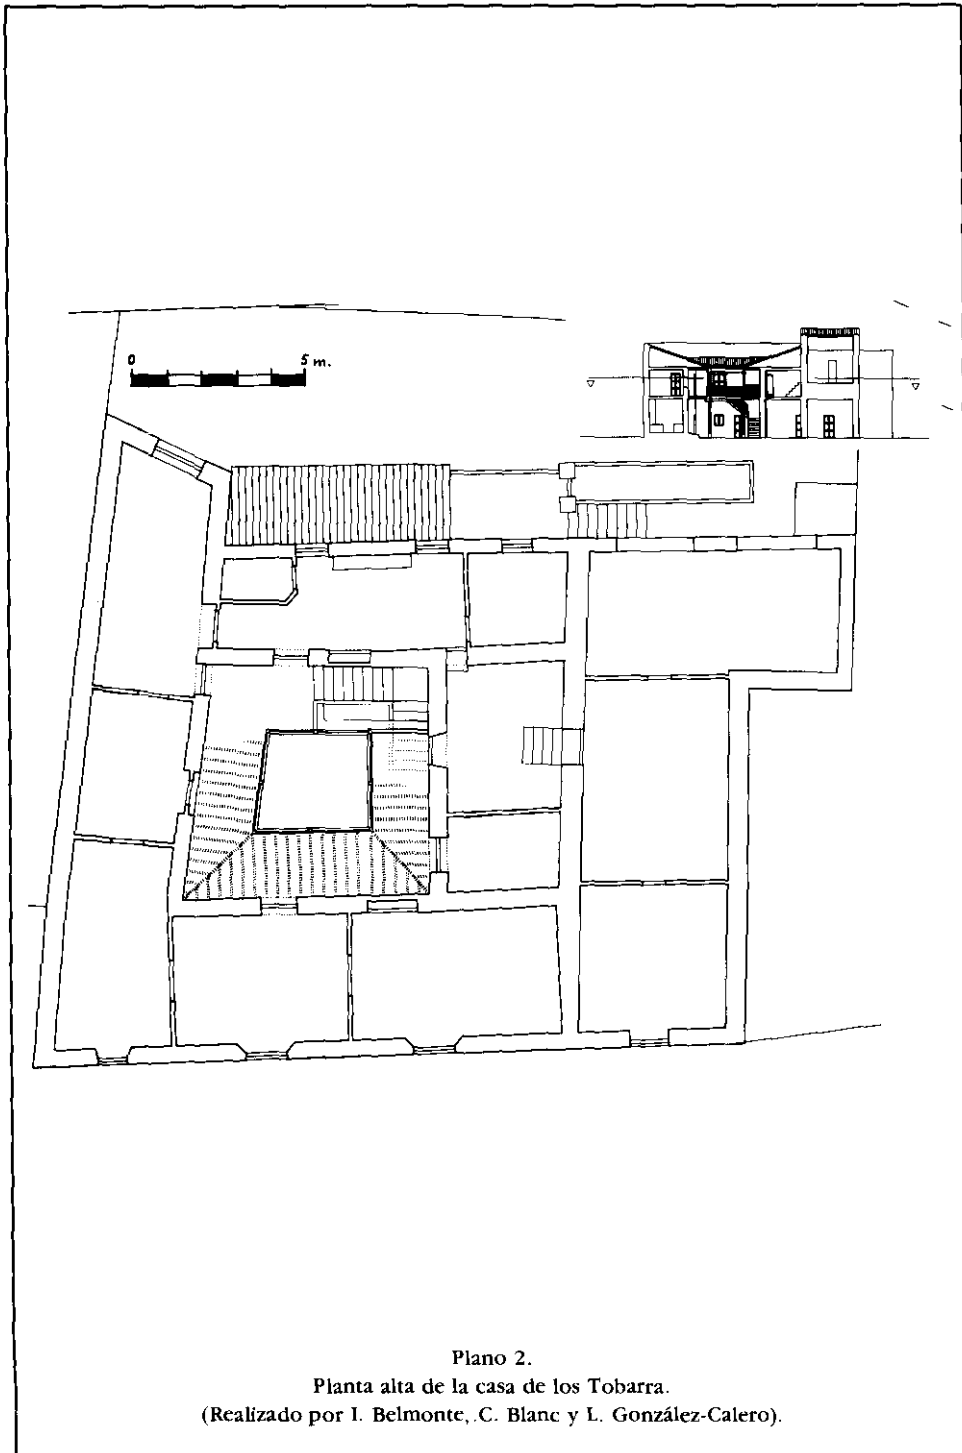 0 5 m.
Plano 2.
Planta alta de la casa de los Tobarra.
(Realizado por I. Belmonte, C. Blanc y L. González-Calero).